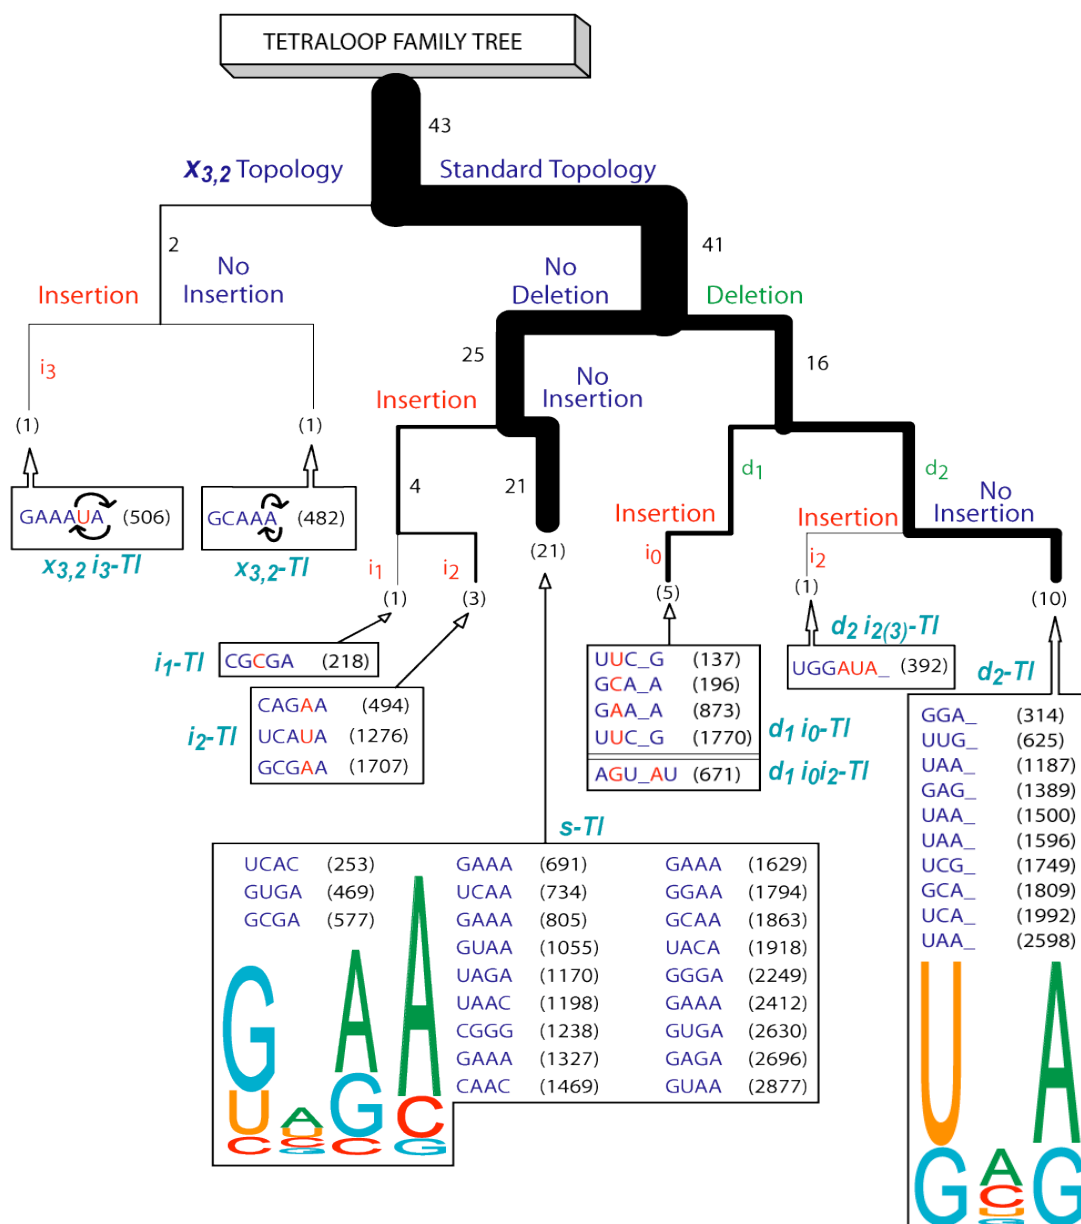 TETRALOOP FAMILY TREE
43
x3,2 Topology
Standard Topology
2
41
No
Insertion
Insertion
No
Deletion
Deletion
i3
25
16
No
Insertion
Insertion
(1)
(1)
d1
d2
4
21
GAAAUA (506)
GCAAA (482)
x3,2 i3-Tl
x3,2-Tl
Insertion
Insertion
No
Insertion
i0
i2
(21)
i1
i2
(1)
(3)
(5)
(1)
(10)
i1-Tl
CGCGA (218)
i2-Tl
CAGAA (494)
UCAUA (1276)
GCGAA (1707)
UUC_G (137)
GCA_A (196)
GAA_A (873)
UUC_G (1770)
d1 i0-Tl
AGU_AU (671)
d1 i0i2-Tl
d2 i2(3)-Tl
UGGAUA_ (392)
d2-Tl
GGA_ (314)
UUG_ (625)
UAA_ (1187)
GAG_ (1389)
UAA_ (1500)
UAA_ (1596)
UCG_ (1749)
GCA_ (1809)
UCA_ (1992)
UAA_ (2598)
s-Tl
UCAC (253)
GUGA (469)
GCGA (577)
GAAA (691)
UCAA (734)
GAAA (805)
GUAA (1055)
UAGA (1170)
UAAC (1198)
CGGG (1238)
GAAA (1327)
CAAC (1469)
GAAA (1629)
GGAA (1794)
GCAA (1863)
UACA (1918)
GGGA (2249)
GAAA (2412)
GUGA (2630)
GAGA (2696)
GUAA (2877)
G A A
U A G C
C U C G
C
G
U A
G A G
C
U
G